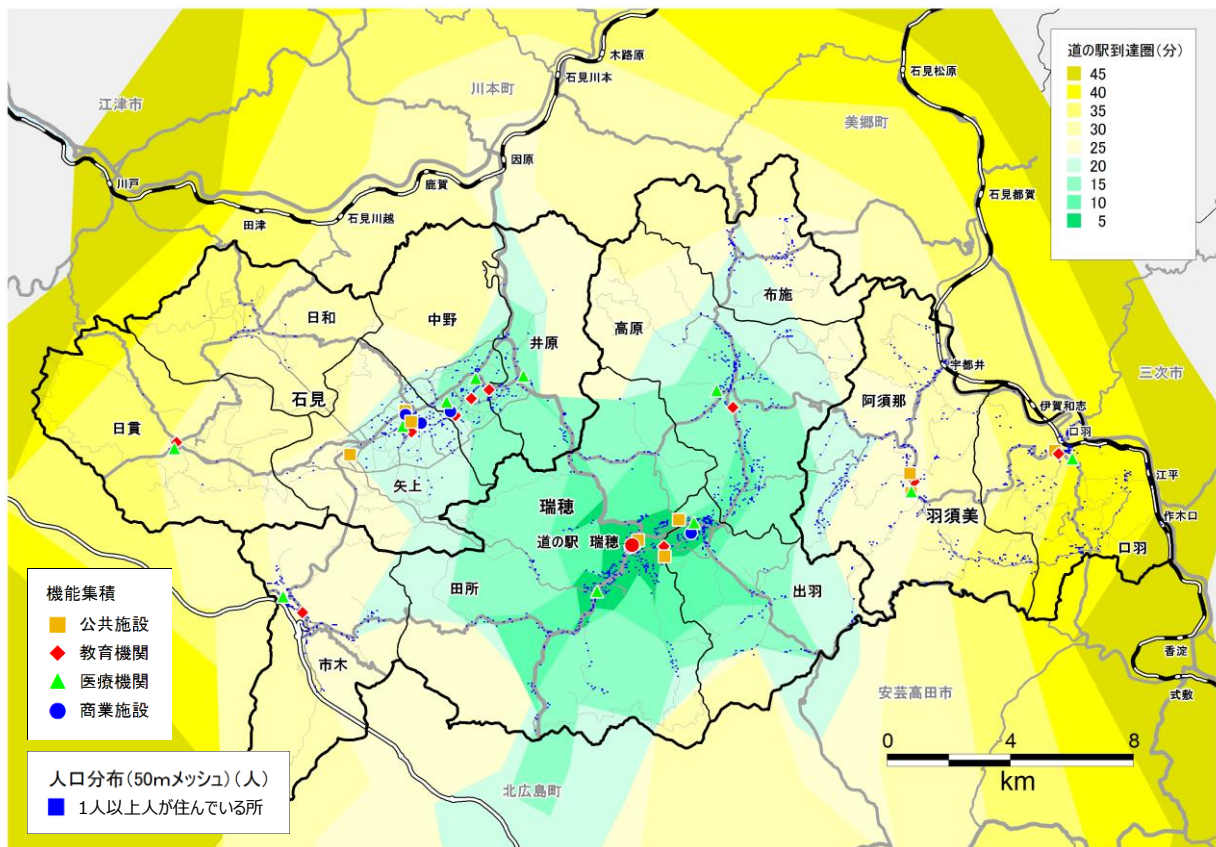 道の駅到達圏(分)
45
40
35
30
25
20
15
10
5
木路原
石見川本
川本町
江津市
石見松原
美郷町
因原
鹿賀
川戸
石見川越
田津
石見都賀
布施
日和
中野
井原
高原
宇都井
三次市
阿須那
伊賀和志
口羽
石見
日貫
江平
矢上
瑞穂
羽須美
作木口
道の駅 瑞穂
口羽
田所
出羽
香淀
市木
式敷
安芸高田市
北広島町
0 4 8
km
機能集積
公共施設
教育機関
医療機関
商業施設
人口分布(50mメッシュ)(人)
1人以上人が住んでいる所